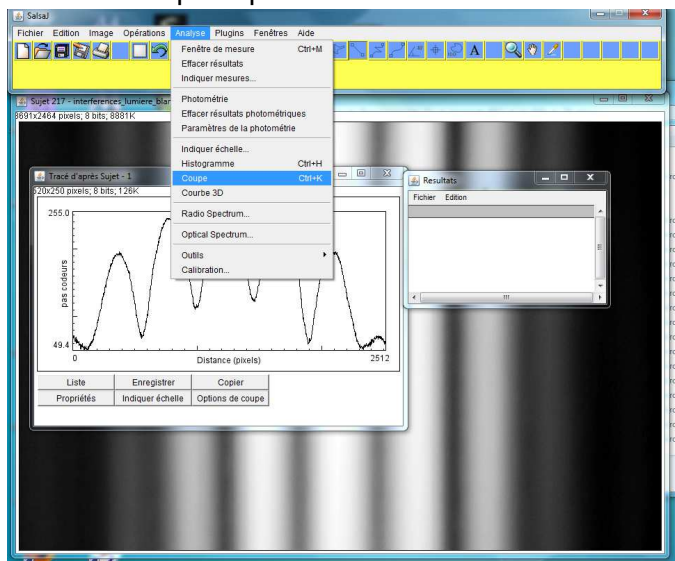 SalsaJ
Fichier Edition Image Opérations Analyse Plugins Fenêtres Aide
A
Fenêtre de mesure Ctrl+M
Effacer résultats
Indiquer mesures...
Photométrie
Effacer résultats photométriques
Paramètres de la photométrie
Indiquer échelle...
Histogramme Ctrl+H
Coupe Ctrl+K
Courbe 3D
Radio Spectrum...
Optical Spectrum...
Outils
Calibration...
Sujet 217 - interferences_lumiere_blan
3691x2464 pixels; 8 bits; 8881K
Tracé d'après Sujet - 1
520x250 pixels; 8 bits; 126K
255.0
pas codeurs
49.4
0
Distance (pixels)
2512
Liste Enregistrer Copier
Propriétés Indiquer échelle Options de coupe
Resultats
Fichier Edition